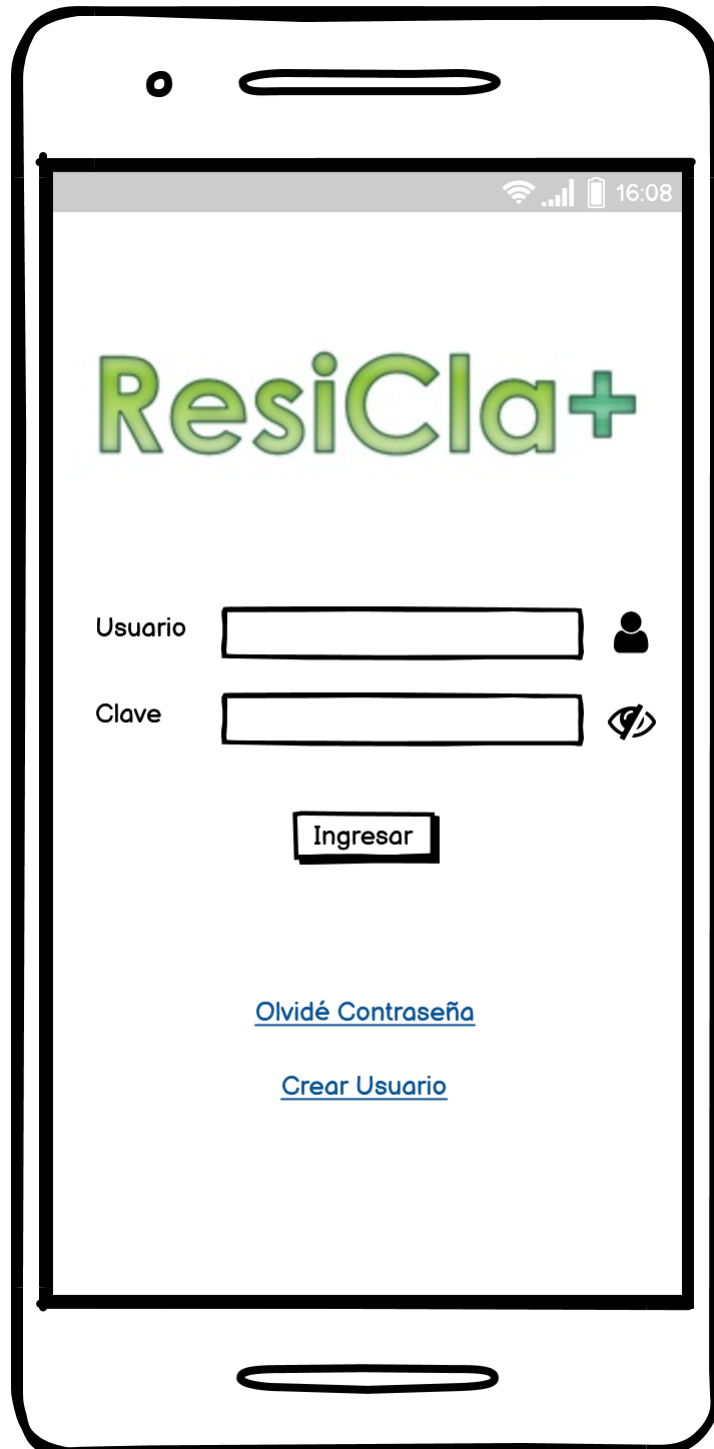 16:08
ResiCla+
Usuario
Clave
Ingresar
Olvidé Contraseña
Crear Usuario